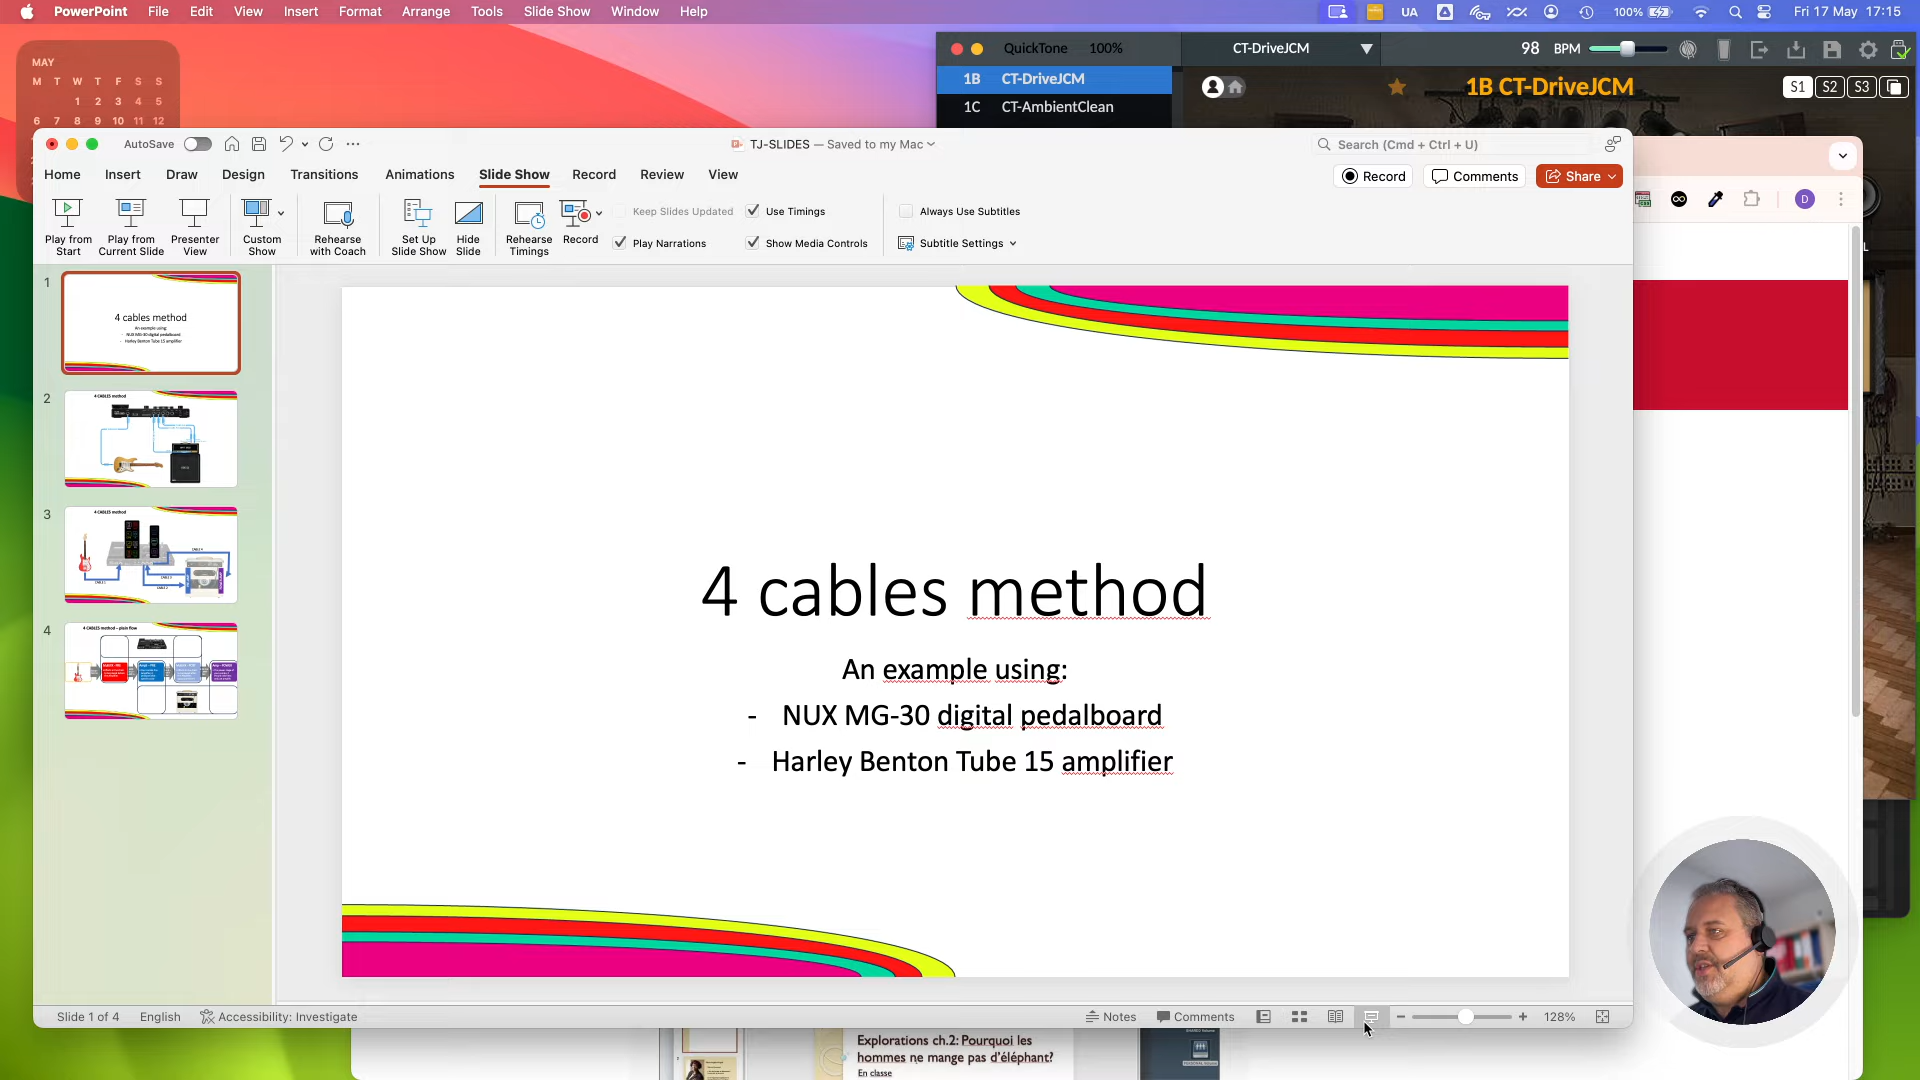 PowerPoint File Edit View Insert Format Arrange Tools Slide Show Window Help
UA 100% Fri 17 May 17:15
MAY
M T W T F S S
1 2 3 4 5
6 7 8 9 10 11 12
QuickTone 100% CT-DriveJCM 98 BPM
1B CT-DriveJCM
1C CT-AmbientClean
1B CT-DriveJCM S1 S2 S3
AutoSave
TJ-SLIDES — Saved to my Mac
Search (Cmd + Ctrl + U)
Home Insert Draw Design Transitions Animations Slide Show Record Review View
Record Comments Share
Play from Start
Play from Current Slide
Presenter View
Custom Show
Rehearse with Coach
Set Up Slide Show
Hide Slide
Rehearse Timings
Record
Keep Slides Updated
Use Timings
Play Narrations
Show Media Controls
Always Use Subtitles
Subtitle Settings
D
1
4 cables method
An example using:
- NUX MG-30 digital pedalboard
- Harley Benton Tube 15 amplifier
2
4 CABLES method
3
4 CABLES method
4
4 CABLES method – plain flow
4 cables method
An example using:
- NUX MG-30 digital pedalboard
- Harley Benton Tube 15 amplifier
Slide 1 of 4 English Accessibility: Investigate
Notes Comments 128%
Explorations ch.2: Pourquoi les
hommes ne mange pas d'éléphant?
En classe